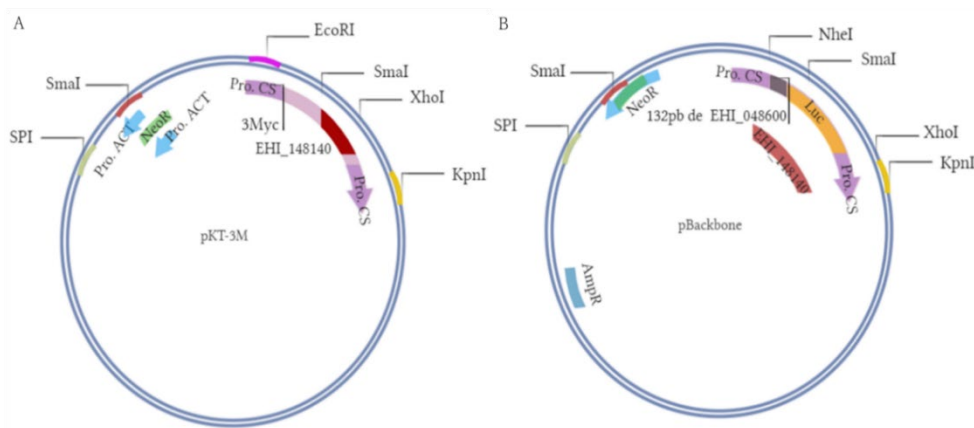 A
EcoRI
SmaI
SmaI
Pro. CS
XhoI
SPI
Pro. ACT
NeoR
Pro. ACT
3Myc
EHI_148140
KpnI
Pro. CS
pKT-3M
B
NheI
SmaI
SmaI
Pro. CS
NeoR
132pb de EHI_048600
Luc
SPI
XhoI
EHI_148140
KpnI
Pro. CS
pBackbone
AmpR